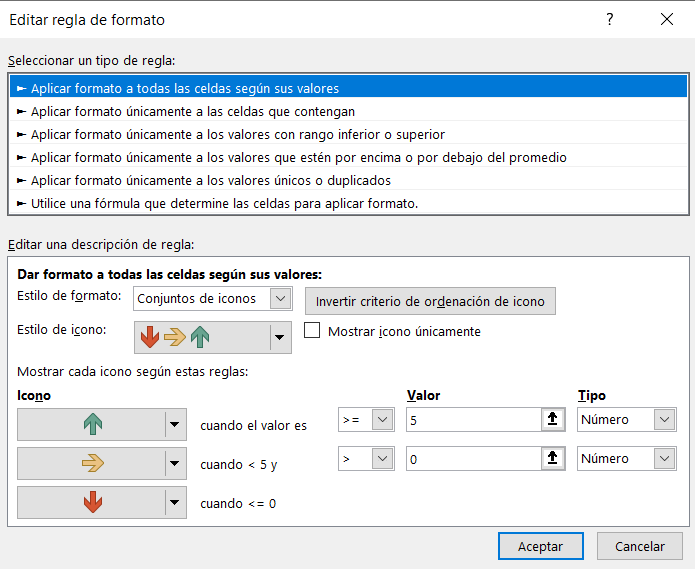 Editar regla de formato
?
Seleccionar un tipo de regla:
► Aplicar formato a todas las celdas según sus valores
► Aplicar formato únicamente a las celdas que contengan
► Aplicar formato únicamente a los valores con rango inferior o superior
► Aplicar formato únicamente a los valores que estén por encima o por debajo del promedio
► Aplicar formato únicamente a los valores únicos o duplicados
► Utilice una fórmula que determine las celdas para aplicar formato.
Editar una descripción de regla:
Dar formato a todas las celdas según sus valores:
Estilo de formato: Conjuntos de iconos Invertir criterio de ordenación de icono
Estilo de icono: Mostrar icono únicamente
Mostrar cada icono según estas reglas:
Icono Valor Tipo
cuando el valor es >= 5 Número
cuando < 5 y > 0 Número
cuando <= 0
Aceptar Cancelar